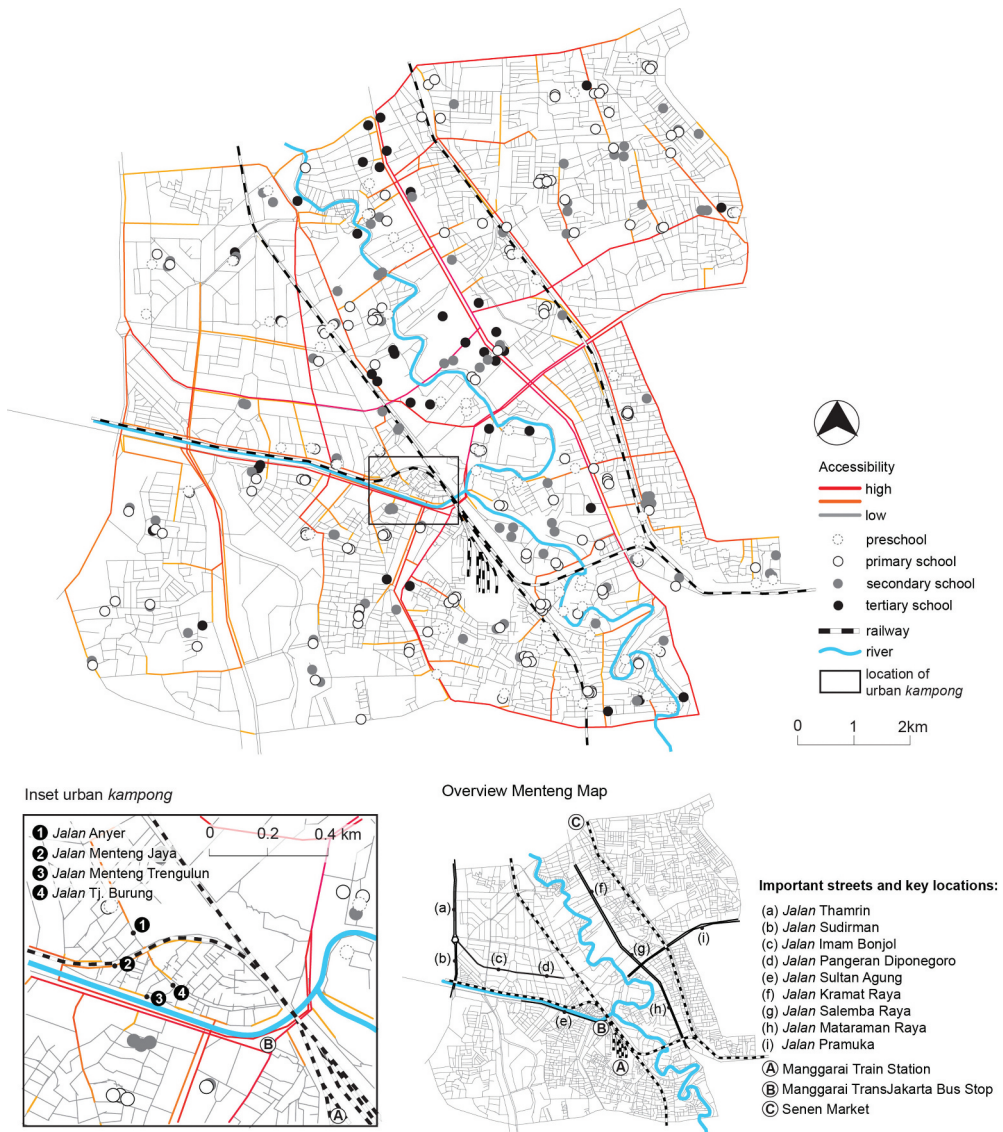 Accessibility
high
low
preschool
primary school
secondary school
tertiary school
railway
river
location of
urban kampong
0 1 2km
Inset urban kampong
1 Jalan Anyer
2 Jalan Menteng Jaya
3 Jalan Menteng Trengulun
4 Jalan Tj. Burung
0 0.2 0.4 km
1
2
3
4
B
A
Overview Menteng Map
C
(a)
(f)
(i)
(g)
(b)
(c)
(d)
(h)
(e)
B
A
Important streets and key locations:
(a) Jalan Thamrin
(b) Jalan Sudirman
(c) Jalan Imam Bonjol
(d) Jalan Pangeran Diponegoro
(e) Jalan Sultan Agung
(f) Jalan Kramat Raya
(g) Jalan Salemba Raya
(h) Jalan Mataraman Raya
(i) Jalan Pramuka
A Manggarai Train Station
B Manggarai TransJakarta Bus Stop
C Senen Market